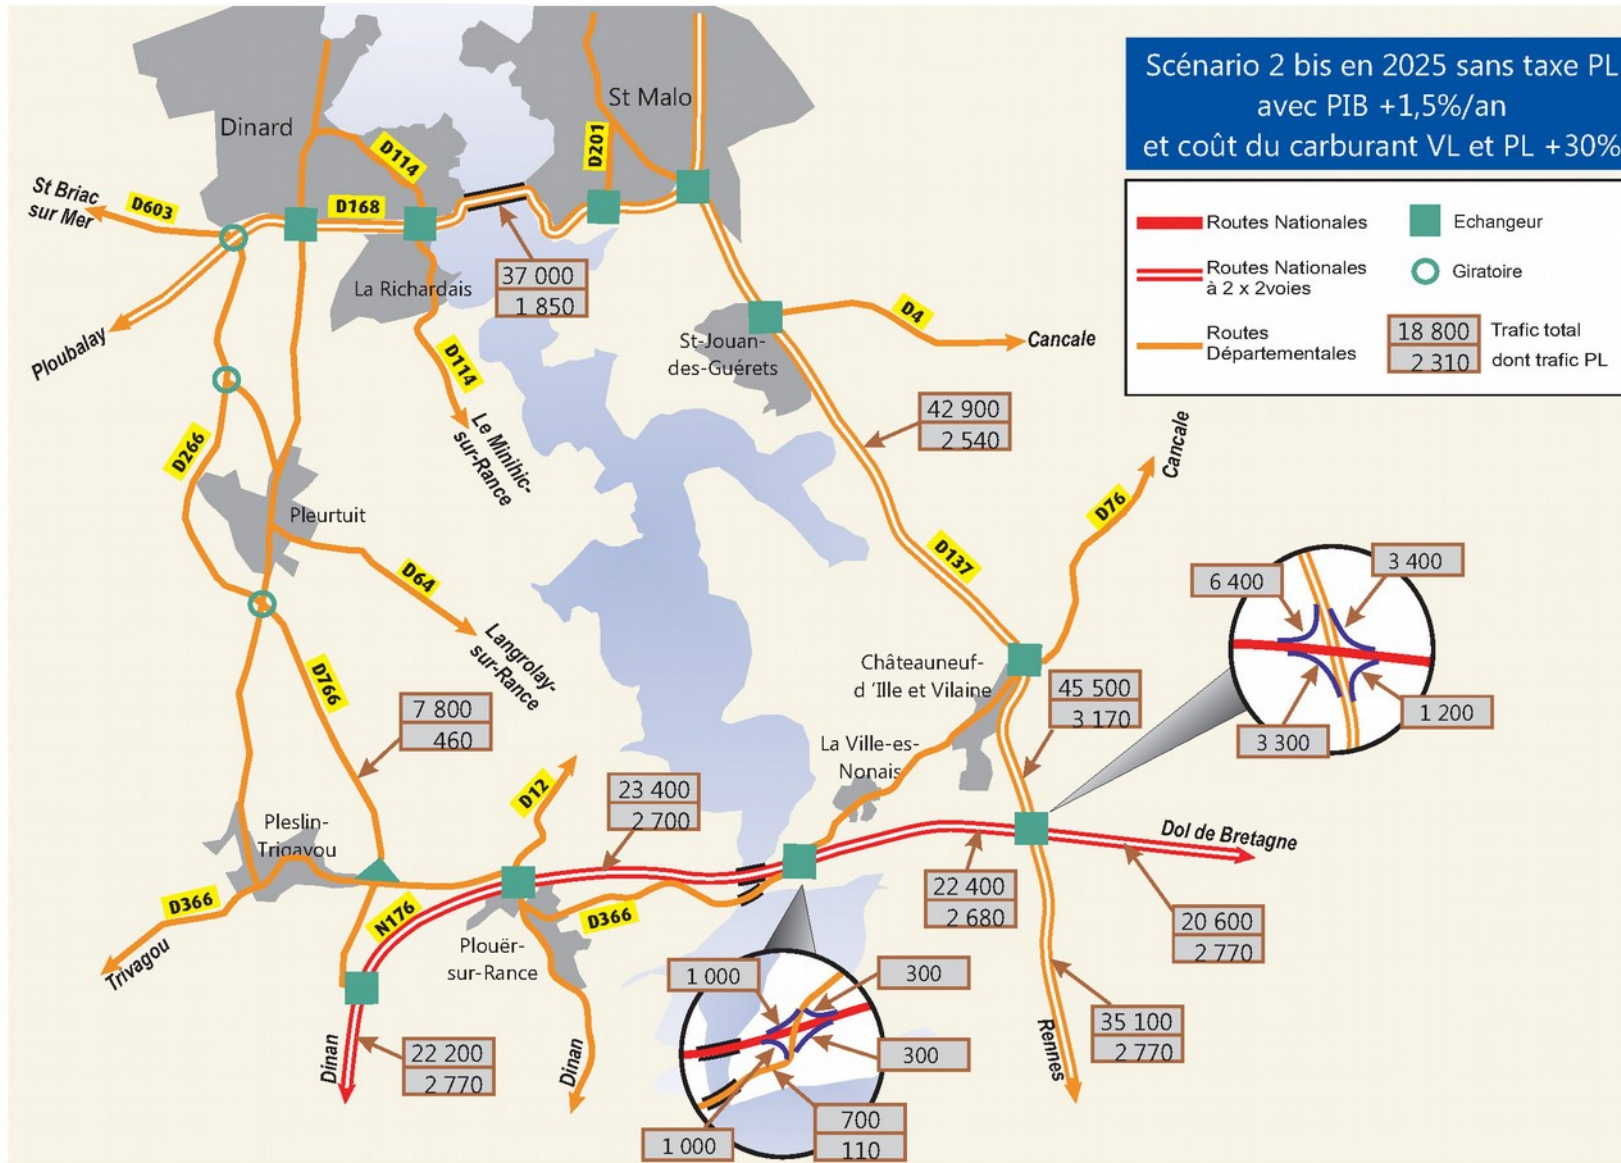 Scénario 2 bis en 2025 sans taxe PL
avec PIB +1,5%/an
et coût du carburant VL et PL +30%
Routes Nationales
Echangeur
Routes Nationales
à 2 x 2voies
Giratoire
Routes
Départementales
18 800
2 310
Trafic total
dont trafic PL
Dinard
St Malo
D114
D201
St Briac
sur Mer
D603
D168
La Richardais
37 000
1 850
Ploubalay
D114
St-Jouan-
des-Guérets
D4
Cancale
Le Minihic-
sur-Rance
42 900
2 540
D266
Pleurtuit
Cancale
D76
D137
D64
Langrolay-
sur-Rance
6 400
3 400
3 300
1 200
D766
7 800
460
Châteauneuf-
d 'Ille et Vilaine
45 500
3 170
La Ville-es-
Nonais
D12
23 400
2 700
Pleslin-
Trigavou
Dol de Bretagne
22 400
2 680
20 600
2 770
D366
Trivagou
N176
D366
Plouër-
sur-Rance
1 000
300
300
1 000
700
110
35 100
2 770
Rennes
Dinan
22 200
2 770
Dinan